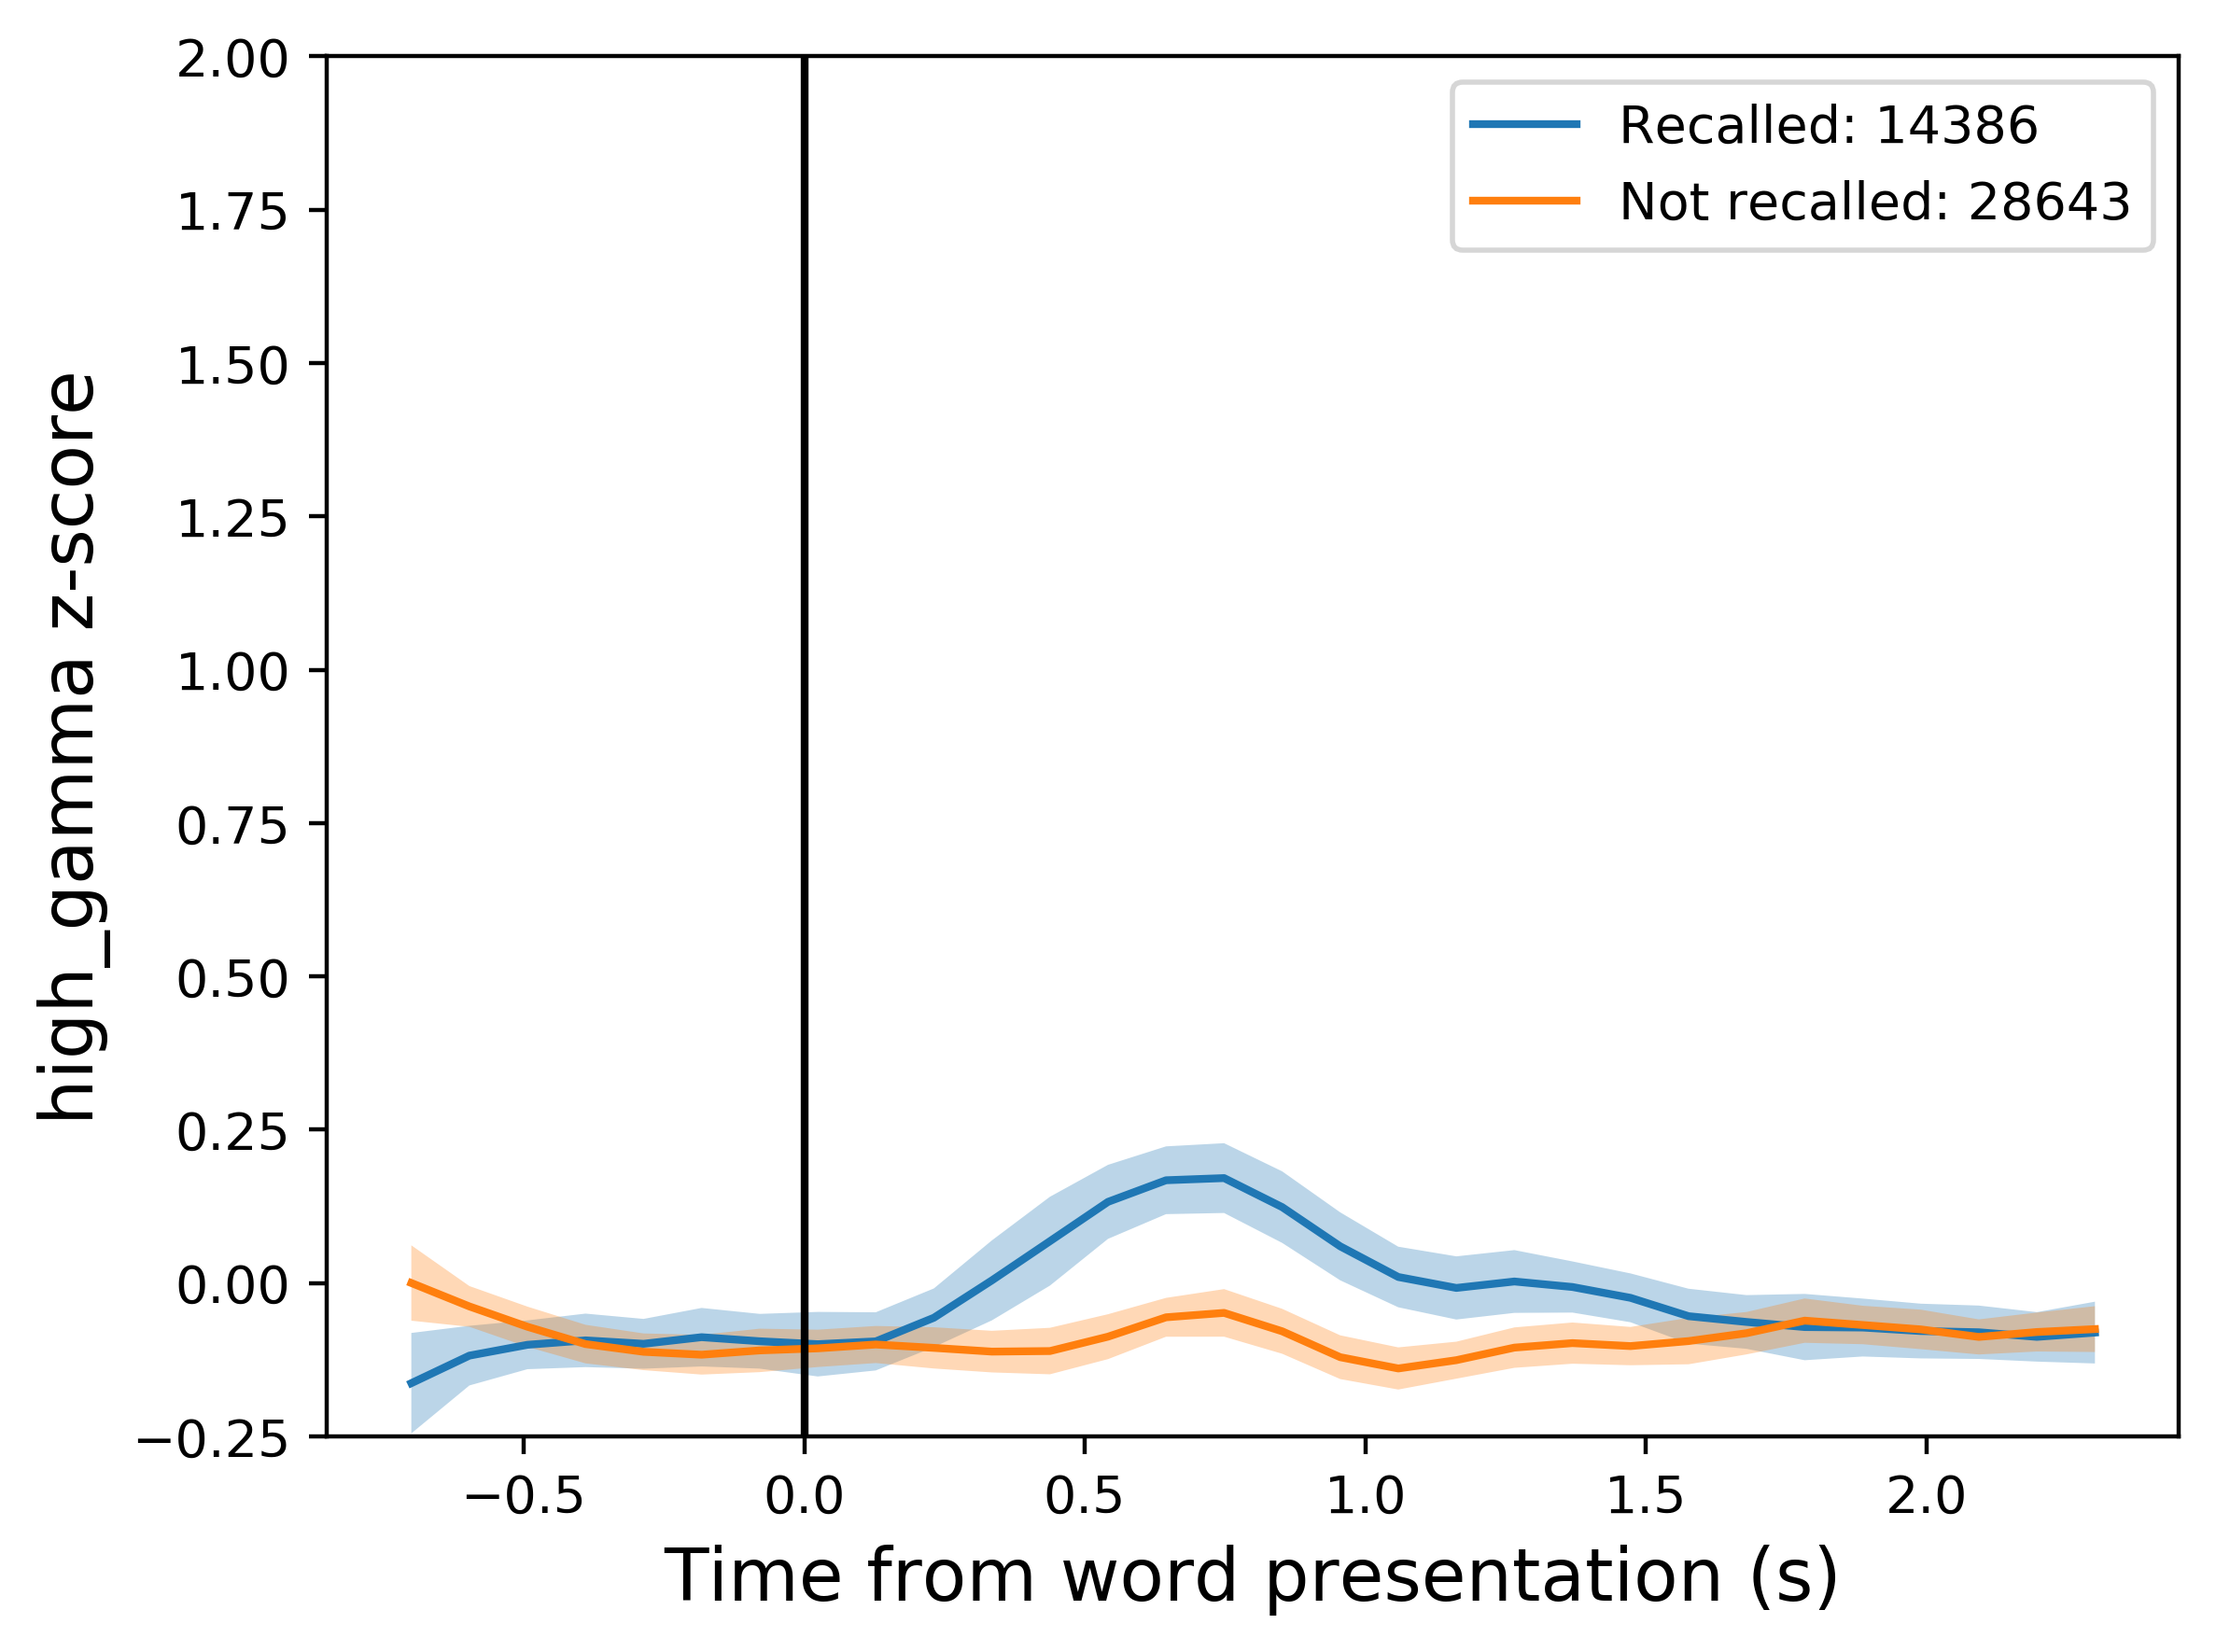 2.00
1.75
1.50
1.25
1.00
0.75
0.50
0.25
0.00
−0.25
high_gamma z-score
Recalled: 14386
Not recalled: 28643
−0.5 0.0 0.5 1.0 1.5 2.0
Time from word presentation (s)